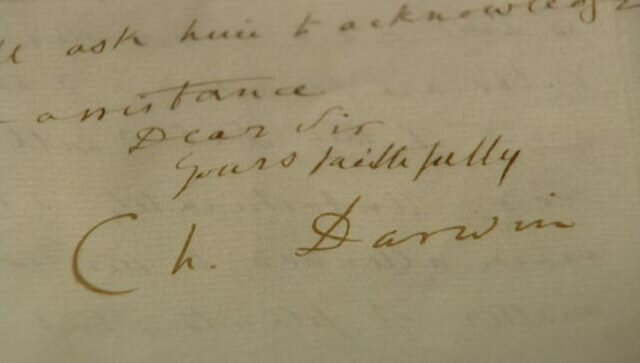 ask him to acknowledge
assistance
Dear Sir
yours faithfully
Ch. Darwin